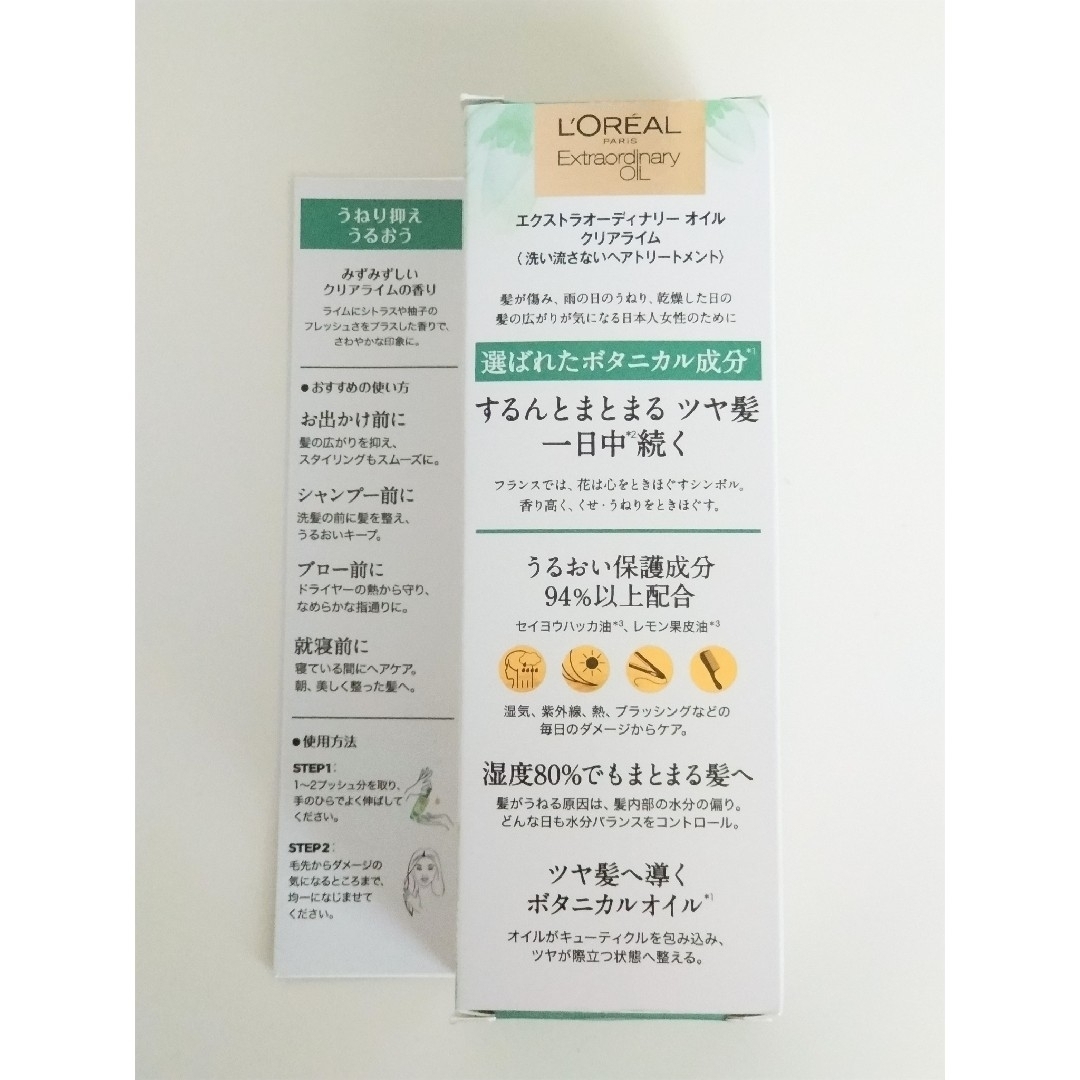 うねり抑え
うるおう
みずみずしい
クリアライムの香り
ライムにシトラスや柚子の
フレッシュさをプラスした香りで、
さわやかな印象に。
●おすすめの使い方
お出かけ前に
髪の広がりを抑え、
スタイリングもスムーズに。
シャンプー前に
洗髪の前に髪を整え、
うるおいキープ。
ブロー前に
ドライヤーの熱から守り、
なめらかな指通りに。
就寝前に
寝ている間にヘアケア。
朝、美しく整った髪へ。
●使用方法
STEP1:
1～2プッシュ分を取り、
手のひらでよく伸ばして
ください。
STEP2:
毛先からダメージの
気になるところまで、
均一になじませて
ください。
L'ORÉAL
PARIS
Extraordinary
OIL
エクストラオーディナリー オイル
クリアライム
〈洗い流さないヘアトリートメント〉
髪が傷み、雨の日のうねり、乾燥した日の
髪の広がりが気になる日本人女性のために
選ばれたボタニカル成分*1
するんとまとまる ツヤ髪
一日中*2続く
フランスでは、花は心をときほぐすシンボル。
香り高く、くせ・うねりをときほぐす。
うるおい保護成分
94%以上配合
セイヨウハッカ油*3、レモン果皮油*3
湿気、紫外線、熱、ブラッシングなどの
毎日のダメージからケア。
湿度80%でもまとまる髪へ
髪がうねる原因は、髪内部の水分の偏り。
どんな日も水分バランスをコントロール。
ツヤ髪へ導く
ボタニカルオイル*1
オイルがキューティクルを包み込み、
ツヤが際立つ状態へ整える。